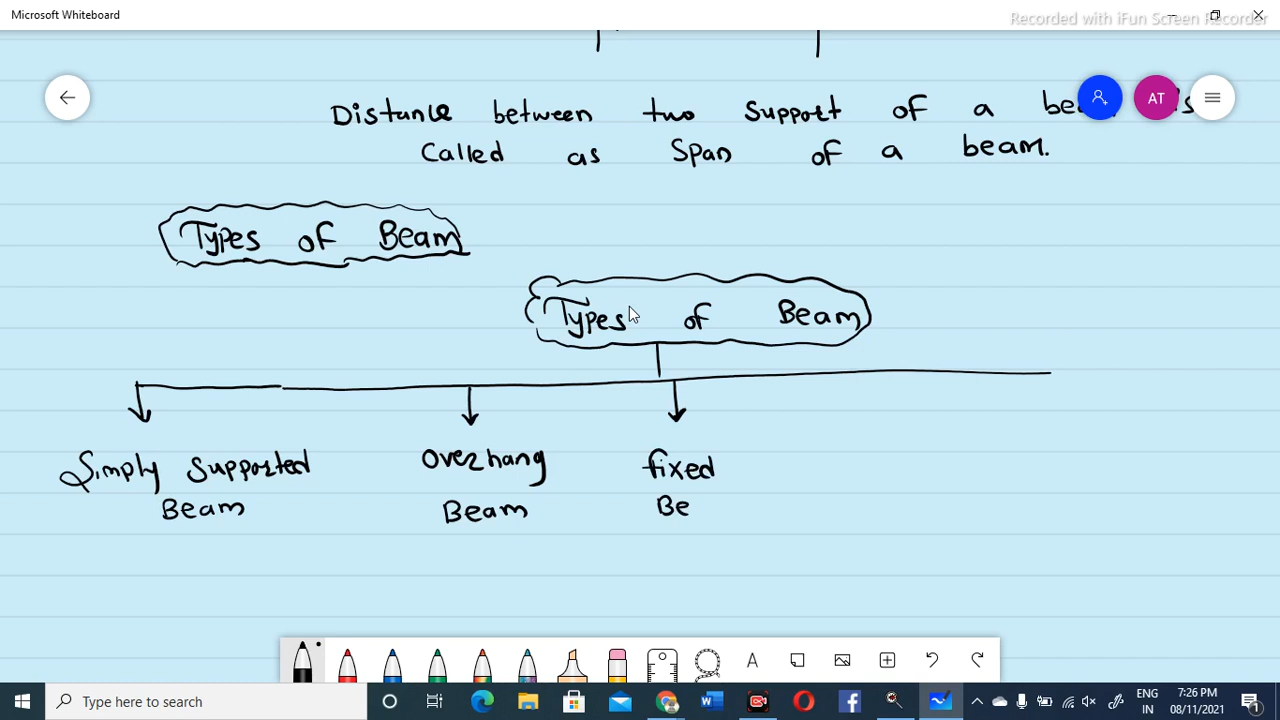 Microsoft Whiteboard
Recorded with iFun Screen Recorder
AT
Distance between two support of a
Called as Span of a beam.
Types of Beam
Types of Beam
Simply Supported Beam
Overhang Beam
fixed Be
A
Type here to search
ENG
IN
7:26 PM
08/11/2021
1